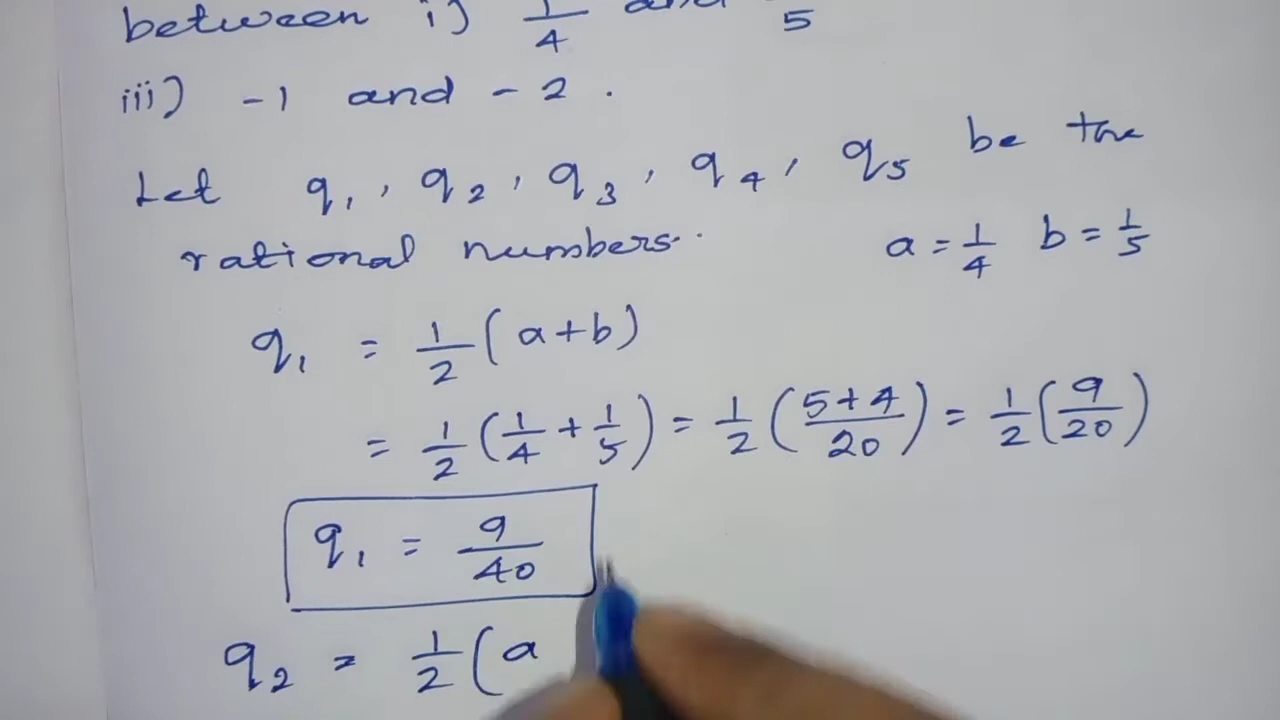 between i) 1/4 and 5
iii) -1 and -2.
Let q1, q2, q3, q4, q5 be the
rational numbers. a = 1/4 b = 1/5
q1 = 1/2 (a+b)
= 1/2 (1/4 + 1/5) = 1/2 (5+4/20) = 1/2 (9/20)
q1 = 9/40
q2 = 1/2 (a